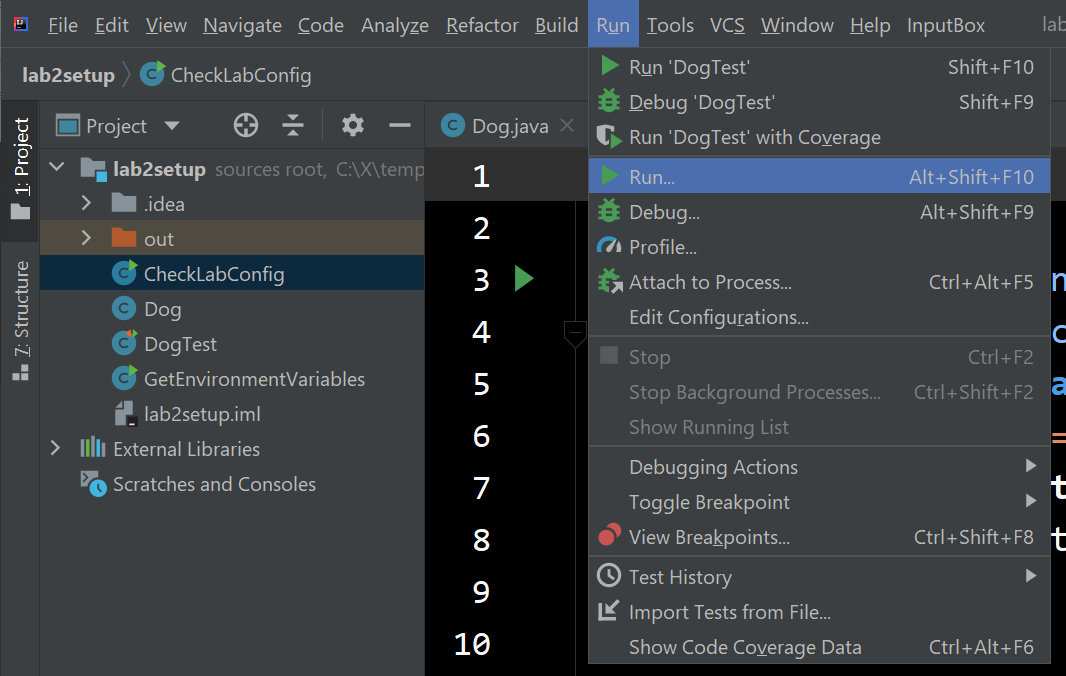 File Edit View Navigate Code Analyze Refactor Build Run Tools VCS Window Help InputBox lab
lab2setup CheckLabConfig
1: Project
7: Structure
Project
lab2setup sources root, C:\X\temp
.idea
out
CheckLabConfig
Dog
DogTest
GetEnvironmentVariables
lab2setup.iml
External Libraries
Scratches and Consoles
Dog.java
1
2
3
4
5
6
7
8
9
10
Run 'DogTest' Shift+F10
Debug 'DogTest' Shift+F9
Run 'DogTest' with Coverage
Run... Alt+Shift+F10
Debug... Alt+Shift+F9
Profile...
Attach to Process... Ctrl+Alt+F5
Edit Configurations...
Stop Ctrl+F2
Stop Background Processes... Ctrl+Shift+F2
Show Running List
Debugging Actions
Toggle Breakpoint
View Breakpoints... Ctrl+Shift+F8
Test History
Import Tests from File...
Show Code Coverage Data Ctrl+Alt+F6